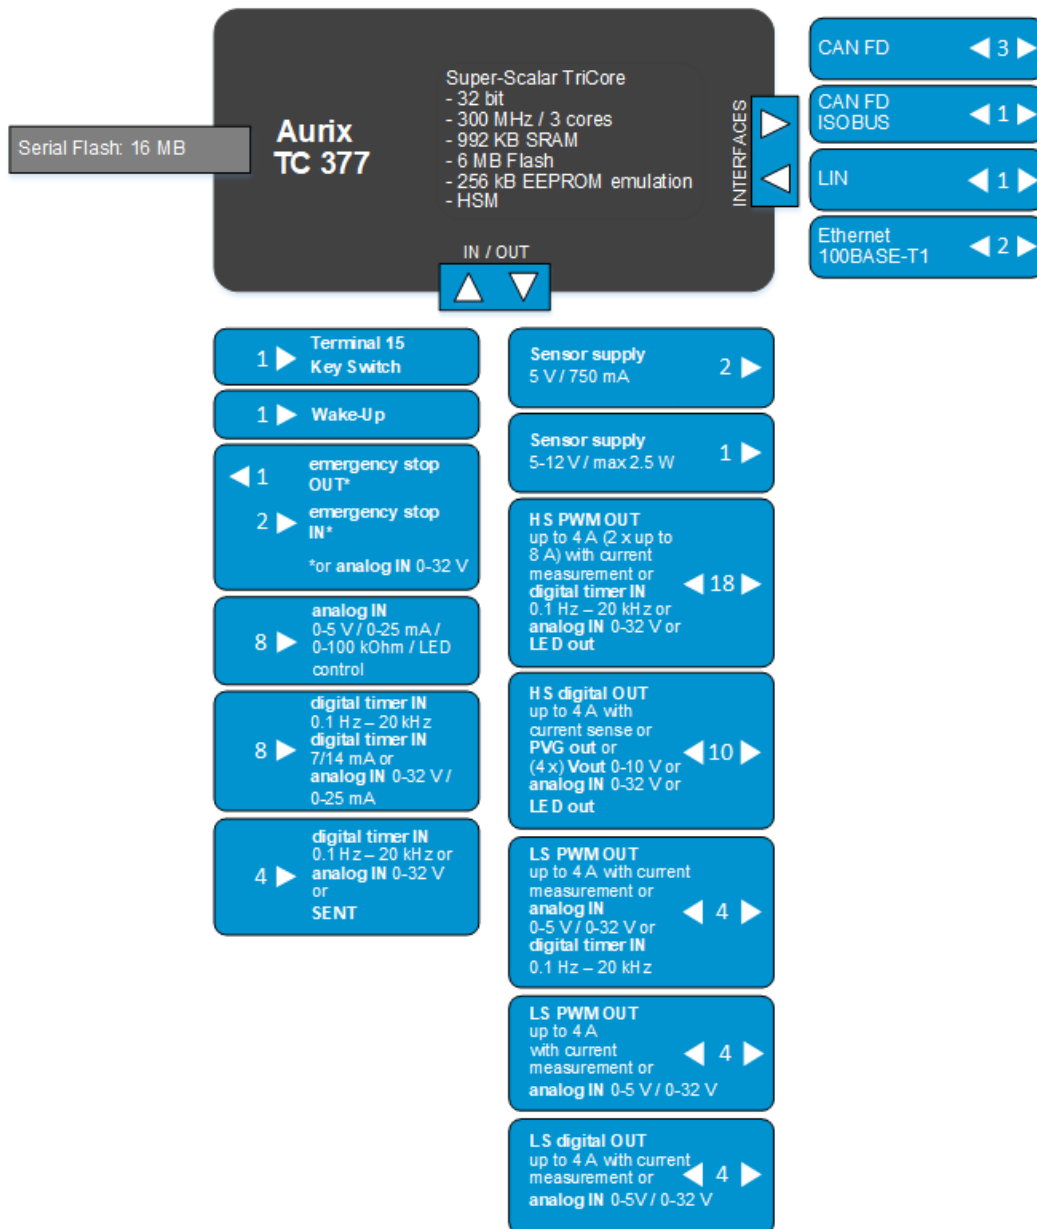 Serial Flash: 16 MB
Aurix
TC 377
Super-Scalar TriCore
- 32 bit
- 300 MHz / 3 cores
- 992 KB SRAM
- 6 MB Flash
- 256 kB EEPROM emulation
- HSM
INTERFACES
IN / OUT
CAN FD 3
CAN FD
ISOBUS 1
LIN 1
Ethernet
100BASE-T1 2
1 Terminal 15
Key Switch
1 Wake-Up
1 emergency stop
OUT*
2 emergency stop
IN*
*or analog IN 0-32 V
analog IN
0-5 V / 0-25 mA /
8 0-100 kOhm / LED
control
digital timer IN
0.1 Hz – 20 kHz
8 digital timer IN
7/14 mA or
analog IN 0-32 V /
0-25 mA
digital timer IN
0.1 Hz – 20 kHz or
4 analog IN 0-32 V
or
SENT
Sensor supply
5 V / 750 mA 2
Sensor supply
5-12 V / max 2.5 W 1
HS PWM OUT
up to 4 A (2 x up to
8 A) with current
measurement or 18
digital timer IN
0.1 Hz – 20 kHz or
analog IN 0-32 V or
LED out
HS digital OUT
up to 4 A with
current sense or
PVG out or 10
(4 x) Vout 0-10 V or
analog IN 0-32 V or
LED out
LS PWM OUT
up to 4 A with current
measurement or
analog IN 4
0-5 V / 0-32 V or
digital timer IN
0.1 Hz – 20 kHz
LS PWM OUT
up to 4 A
with current 4
measurement or
analog IN 0-5 V / 0-32 V
LS digital OUT
up to 4 A with current
measurement or 4
analog IN 0-5V / 0-32 V